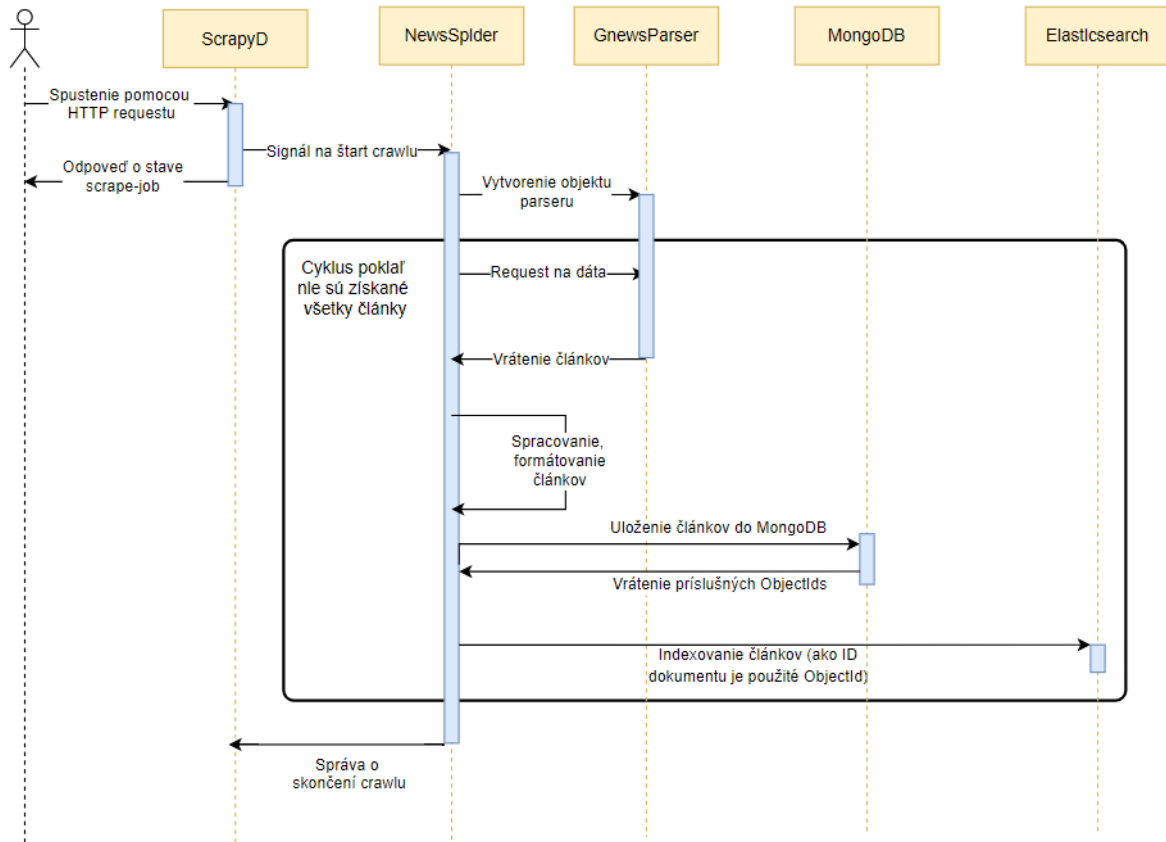 ScrapyD
NewsSpider
GnewsParser
MongoDB
Elasticsearch
Spustenie pomocou
HTTP requestu
Signál na štart crawlu
Odpoveď o stave
scrape-job
Vytvorenie objektu
parseru
Cyklus poklaľ
nie sú získané
všetky články
Request na dáta
Vrátenie článkov
Spracovanie,
formátovanie
článkov
Uloženie článkov do MongoDB
Vrátenie príslušných ObjectIds
Indexovanie článkov (ako ID
dokumentu je použité ObjectId)
Správa o
skončení crawlu